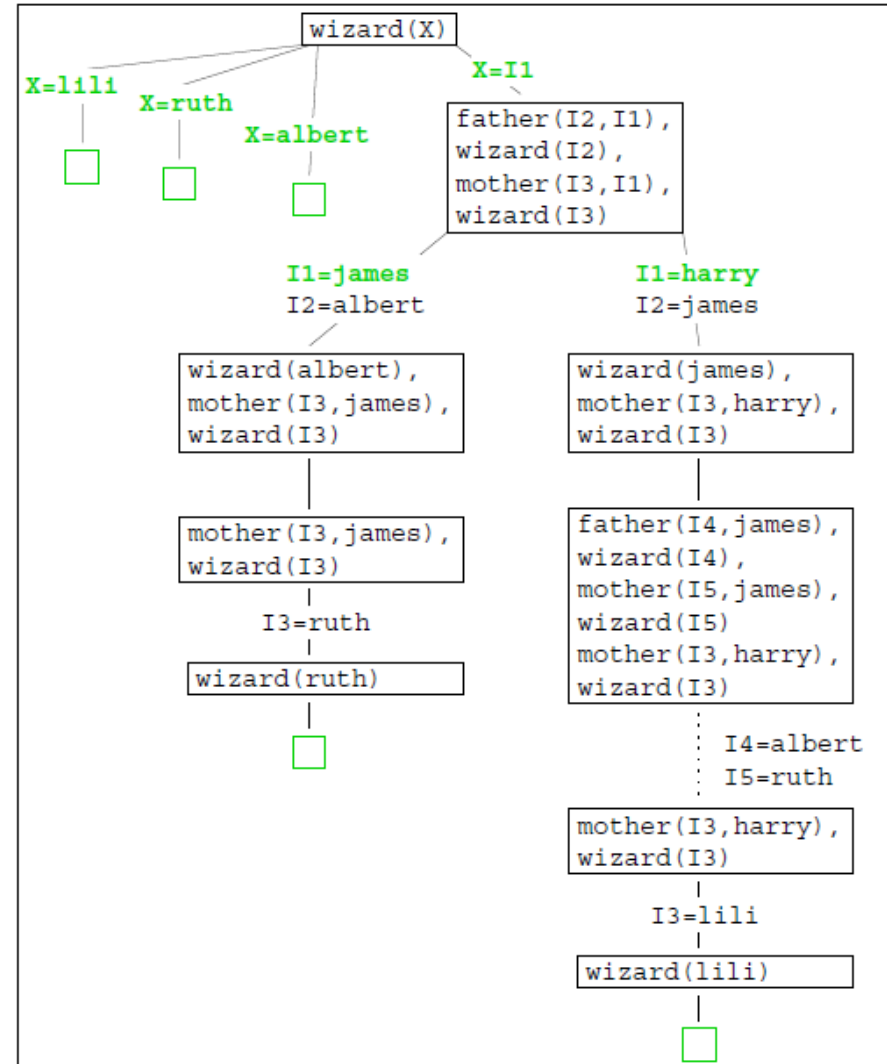 wizard(X)
X=lili
X=ruth
X=albert
X=I1
father(I2,I1),
wizard(I2),
mother(I3,I1),
wizard(I3)
I1=james
I2=albert
wizard(albert),
mother(I3,james),
wizard(I3)
mother(I3,james),
wizard(I3)
I3=ruth
wizard(ruth)
I1=harry
I2=james
wizard(james),
mother(I3,harry),
wizard(I3)
father(I4,james),
wizard(I4),
mother(I5,james),
wizard(I5)
mother(I3,harry),
wizard(I3)
I4=albert
I5=ruth
mother(I3,harry),
wizard(I3)
I3=lili
wizard(lili)